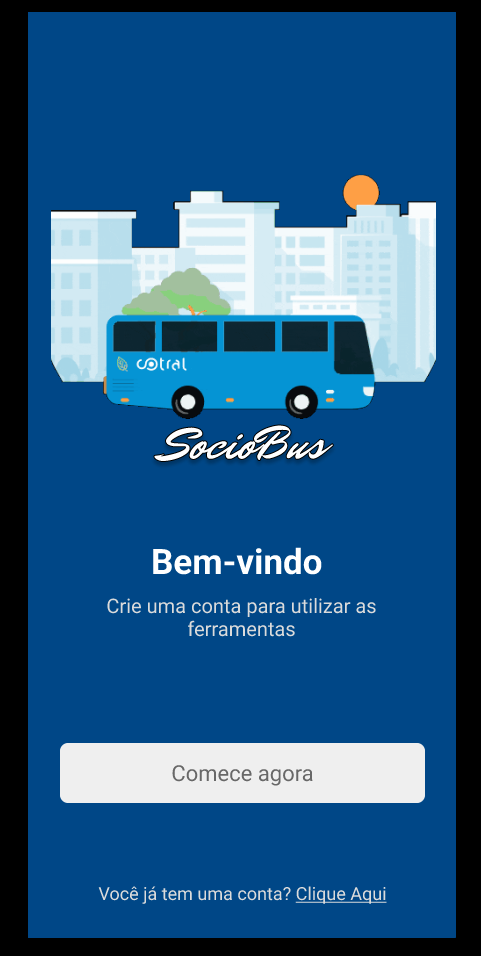 cotral
SocioBus
Bem-vindo
Crie uma conta para utilizar as
ferramentas
Comece agora
Você já tem uma conta? Clique Aqui